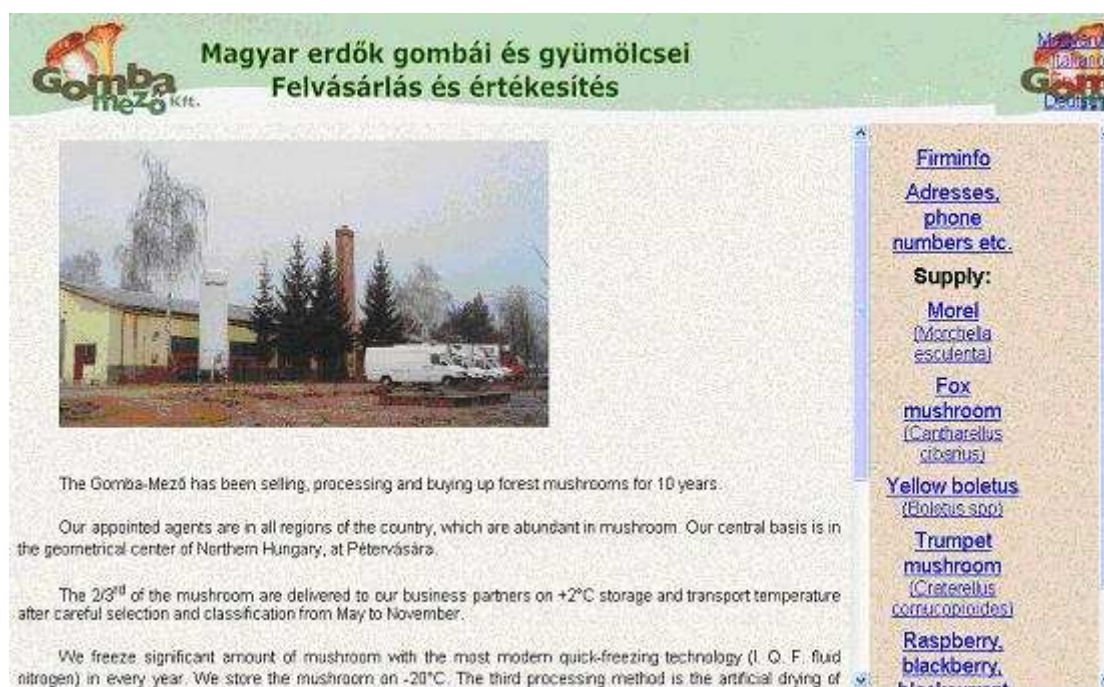 Magyar erdők gombái és gyümölcsei
Felvásárlás és értékesítés
Gomba
mező Kft.
The Gomba-Mező has been selling, processing and buying up forest mushrooms for 10 years.
Our appointed agents are in all regions of the country, which are abundant in mushroom. Our central basis is in
the geometrical center of Northern Hungary, at Pétervására.
The 2/3rd of the mushroom are delivered to our business partners on +2°C storage and transport temperature
after careful selection and classification from May to November.
We freeze significant amount of mushroom with the most modern quick-freezing technology (I. Q. F. fluid
nitrogen) in every year. We store the mushroom on -20°C. The third processing method is the artificial drying of
Firminfo
Adresses,
phone
numbers etc.
Supply:
Morel
(Morchella
esculenta)
Fox
mushroom
(Cantharellus
cibarius)
Yellow boletus
(Boletus spp)
Trumpet
mushroom
(Craterellus
cornucopioides)
Raspberry,
blackberry,